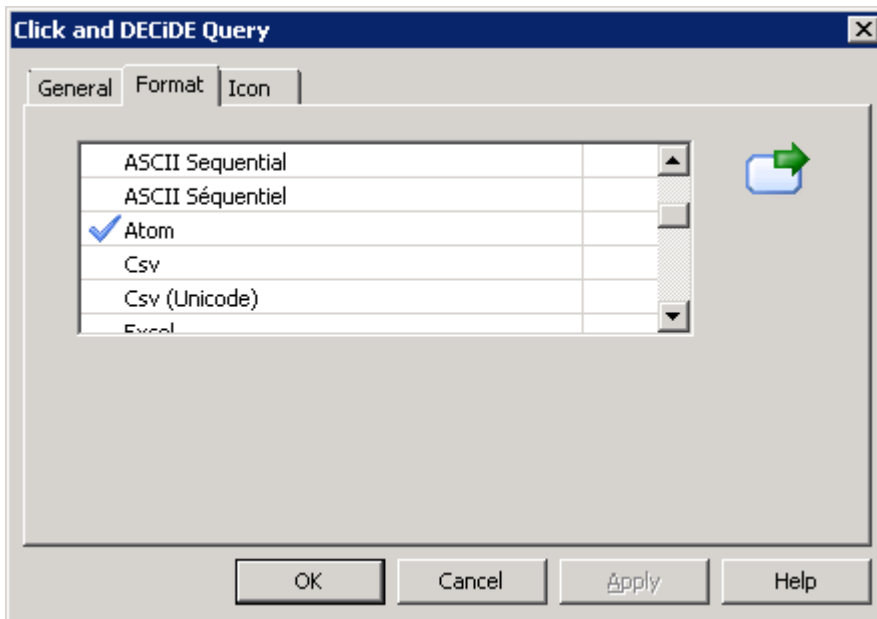 Click and DECiDE Query
General Format Icon
ASCII Sequential
ASCII Séquentiel
Atom
Csv
Csv (Unicode)
Excel
OK Cancel Apply Help